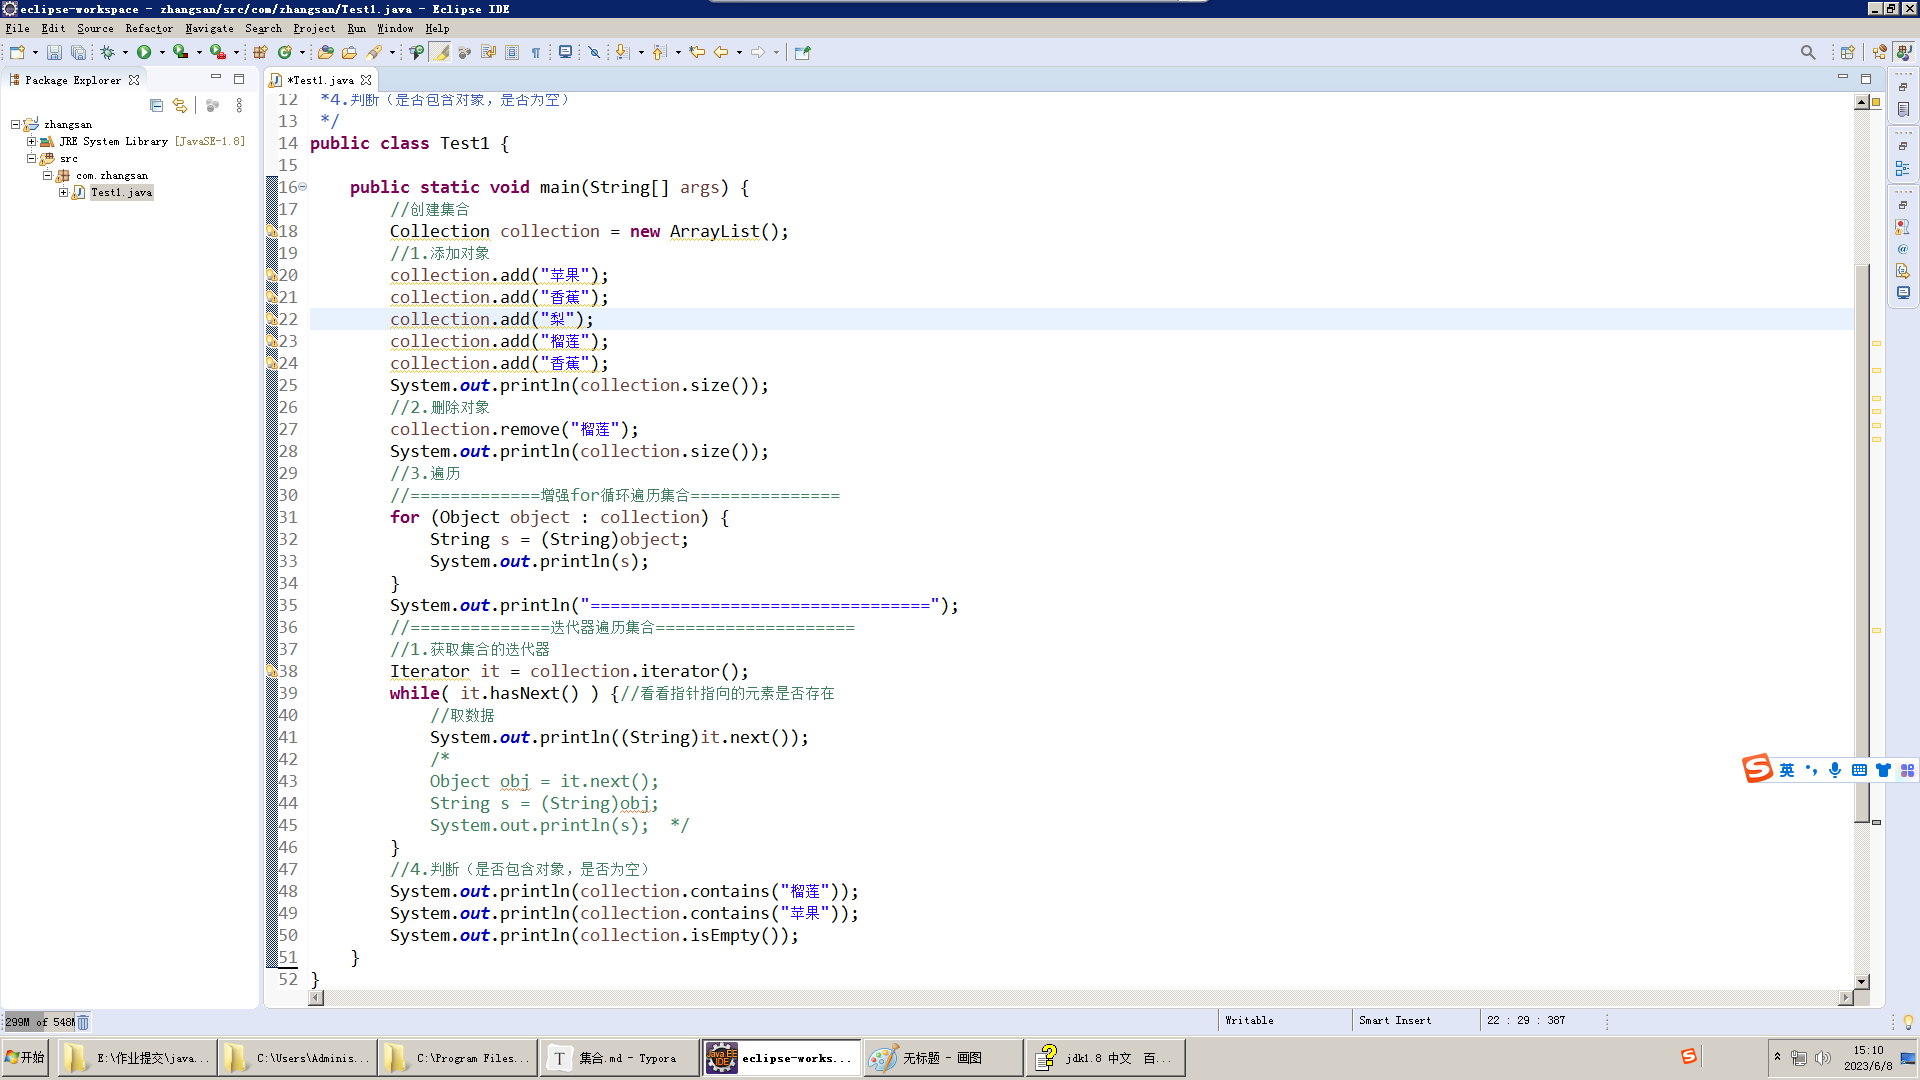 eclipse-workspace - zhangsan/src/com/zhangsan/Test1.java - Eclipse IDE
File Edit Source Refactor Navigate Search Project Run Window Help
Package Explorer
*Test1.java
zhangsan
JRE System Library [JavaSE-1.8]
src
com.zhangsan
Test1.java
12 *4.判断（是否包含对象，是否为空）
13 */
14 public class Test1 {
15
16 public static void main(String[] args) {
17 //创建集合
18 Collection collection = new ArrayList();
19 //1.添加对象
20 collection.add("苹果");
21 collection.add("香蕉");
22 collection.add("梨");
23 collection.add("榴莲");
24 collection.add("香蕉");
25 System.out.println(collection.size());
26 //2.删除对象
27 collection.remove("榴莲");
28 System.out.println(collection.size());
29 //3.遍历
30 //=============增强for循环遍历集合===============
31 for (Object object : collection) {
32 String s = (String)object;
33 System.out.println(s);
34 }
35 System.out.println("==================================");
36 //==============迭代器遍历集合====================
37 //1.获取集合的迭代器
38 Iterator it = collection.iterator();
39 while( it.hasNext() ) {//看看指针指向的元素是否存在
40 //取数据
41 System.out.println((String)it.next());
42 /*
43 Object obj = it.next();
44 String s = (String)obj;
45 System.out.println(s);  */
46 }
47 //4.判断（是否包含对象，是否为空）
48 System.out.println(collection.contains("榴莲"));
49 System.out.println(collection.contains("苹果"));
50 System.out.println(collection.isEmpty());
51 }
52 }
英
299M of 548M
Writable
Smart Insert
22 : 29 : 387
开始
E:\作业提交\java...
C:\Users\Adminis...
C:\Program Files...
集合.md - Typora
eclipse-works...
无标题 - 画图
jdk1.8 中文 百...
15:10
2023/6/8